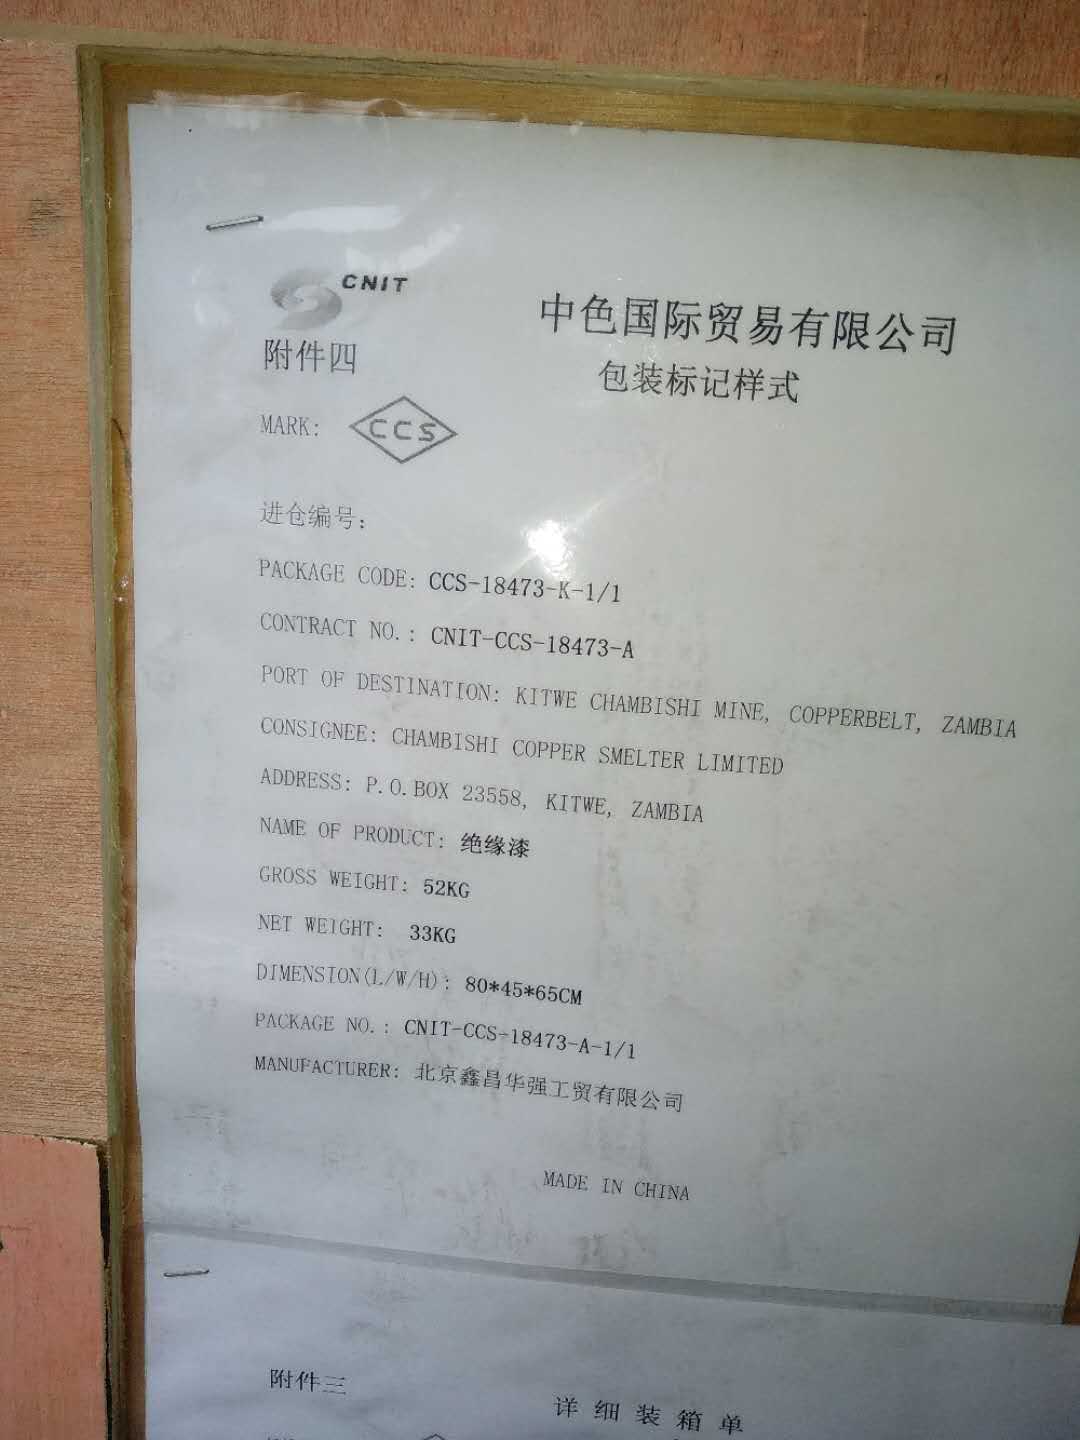 CNIT
中色国际贸易有限公司
附件四
包装标记样式
MARK: CCS
进仓编号:
PACKAGE CODE: CCS-18473-K-1/1
CONTRACT NO.: CNIT-CCS-18473-A
PORT OF DESTINATION: KITWE CHAMBISHI MINE, COPPERBELT, ZAMBIA
CONSIGNEE: CHAMBISHI COPPER SMELTER LIMITED
ADDRESS: P.O.BOX 23558, KITWE, ZAMBIA
NAME OF PRODUCT: 绝缘漆
GROSS WEIGHT: 52KG
NET WEIGHT: 33KG
DIMENSION(L/W/H): 80*45*65CM
PACKAGE NO.: CNIT-CCS-18473-A-1/1
MANUFACTURER: 北京鑫昌华强工贸有限公司
MADE IN CHINA
附件三
详细装箱单